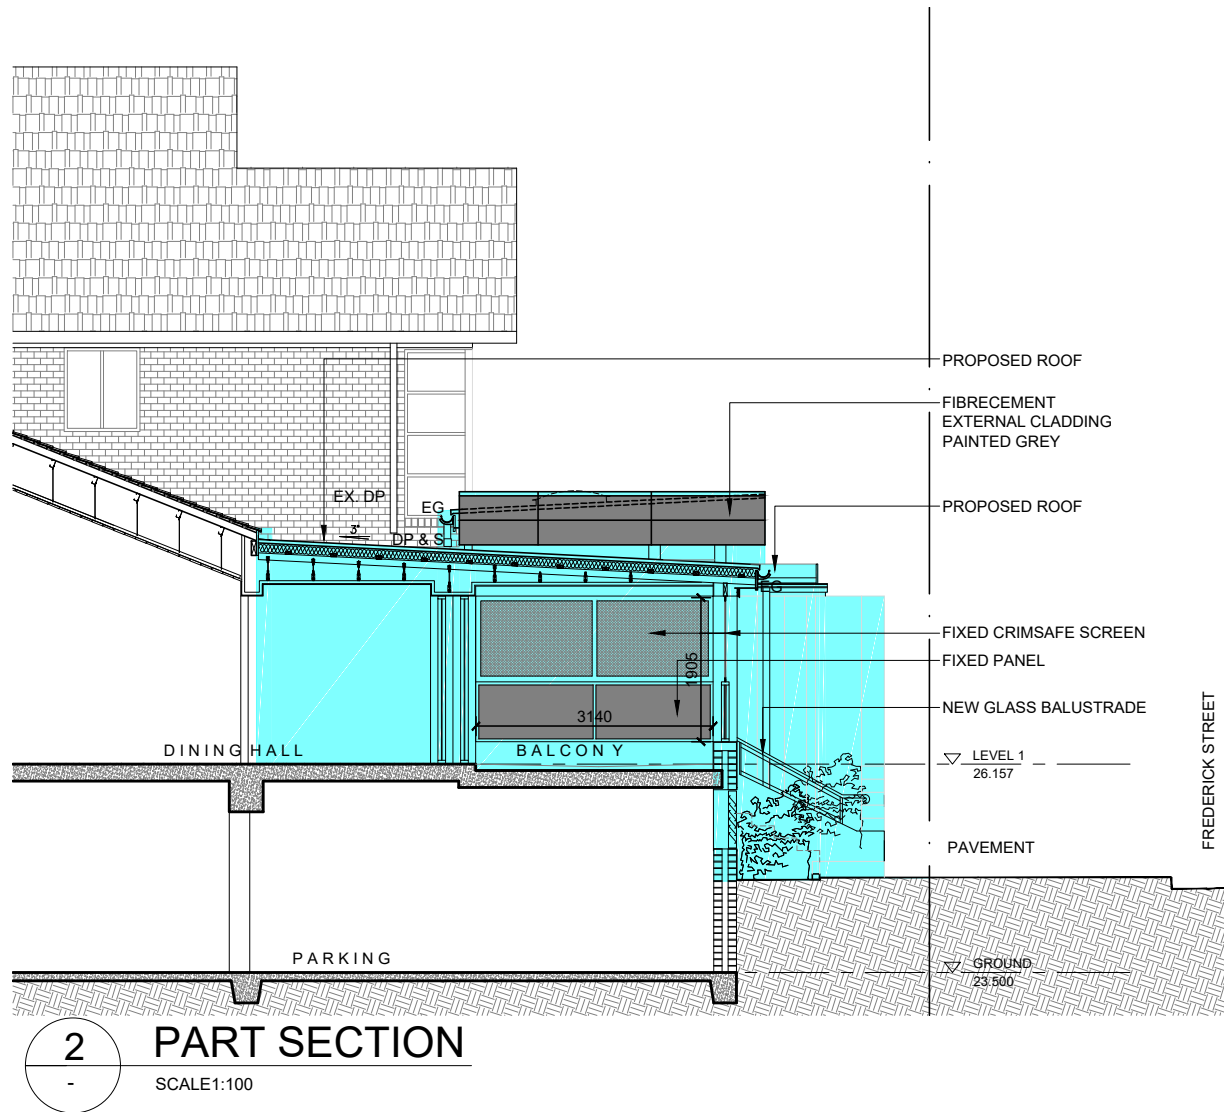 PROPOSED ROOF
FIBRECEMENT
EXTERNAL CLADDING
PAINTED GREY
EX. DP
EG
PROPOSED ROOF
3°
DP & S
EG
FIXED CRIMSAFE SCREEN
FIXED PANEL
1905
3140
NEW GLASS BALUSTRADE
DINING HALL
BALCONY
LEVEL 1
26.157
FREDERICK STREET
PAVEMENT
PARKING
GROUND
23.500
2
-
PART SECTION
SCALE1:100